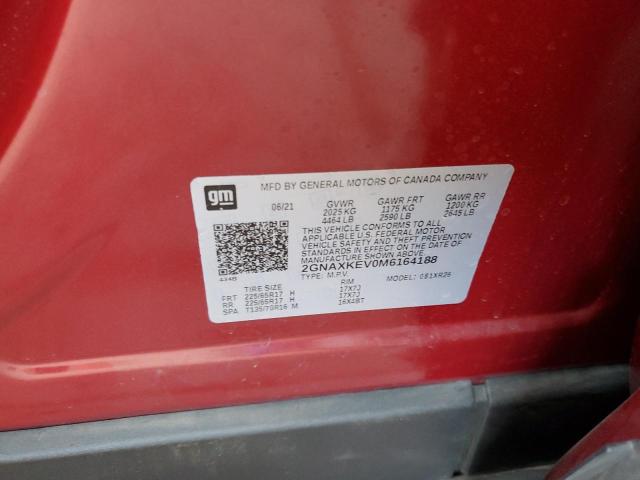 gm
MFD BY GENERAL MOTORS OF CANADA COMPANY
06/21 GVWR GAWR FRT GAWR RR
2025 KG 1175 KG 1200 KG
4464 LB 2590 LB 2645 LB
THIS VEHICLE CONFORMS TO ALL
APPLICABLE U.S. FEDERAL MOTOR
VEHICLE SAFETY AND THEFT PREVENTION
STANDARDS IN EFFECT ON THE DATE OF
MANUFACTURE SHOWN ABOVE
2GNAXKEV0M6164188
TYPE: M.P.V. MODEL:
TIRE SIZE RIM
FRT 225/65R17 H 17X7J
RR 225/65R17 H 17X7J
SPA T135/70R16 M 16X4BT